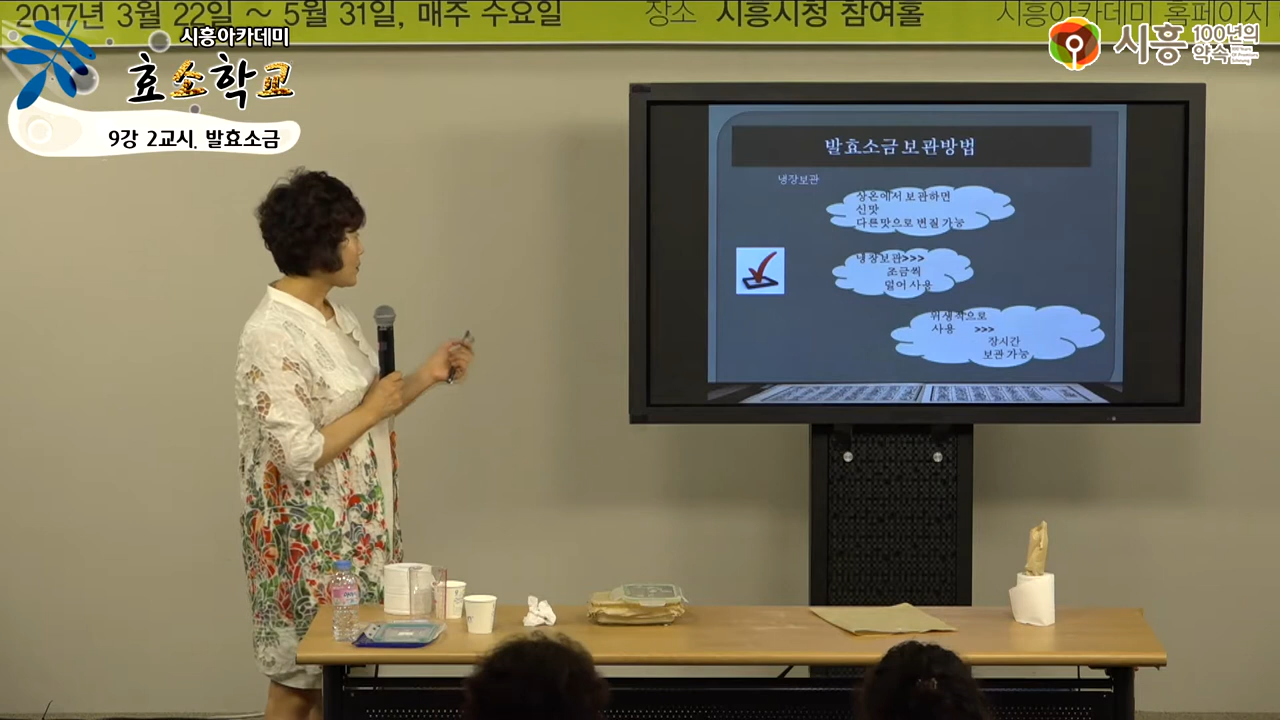 2017년 3월 22일 ~ 5월 31일, 매주 수요일
장소 시흥시청 참여홀
시흥아카데미 홈페이지
시흥아카데미
효소학교
9강 2교시. 발효소금
시흥 100년의
약속
발효소금 보관방법
냉장보관
상온에서 보관하면
신맛
다른맛으로 변질 가능
냉장보관>>>
조금씩
덜어 사용
위생적으로
사용 >>>
장시간
보관 가능